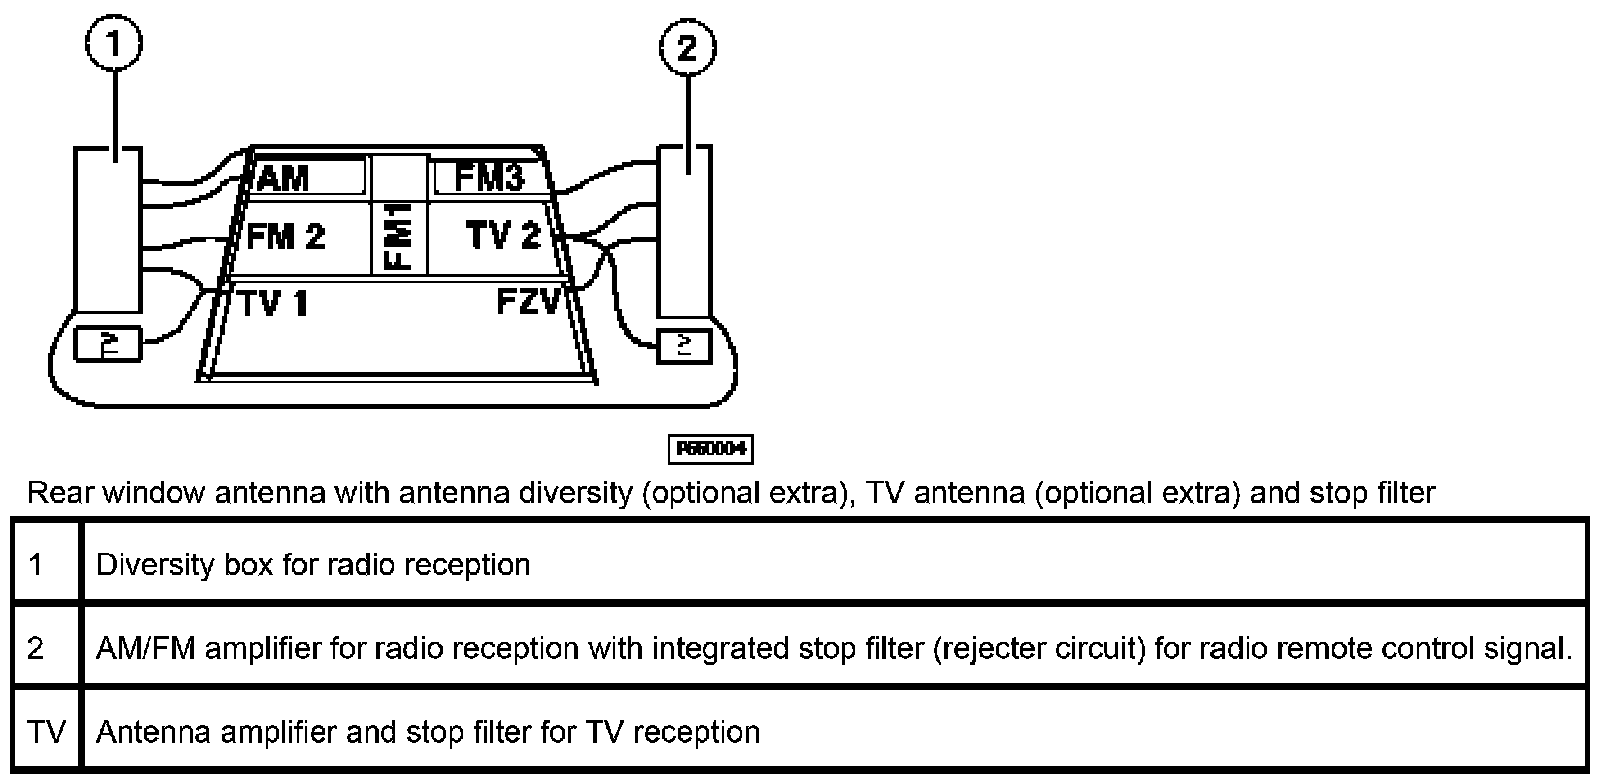 1
2
AM
FM3
FM 2
FM1
TV 2
TV 1
FZV
TV
TV
P660004
Rear window antenna with antenna diversity (optional extra), TV antenna (optional extra) and stop filter
1 Diversity box for radio reception
2 AM/FM amplifier for radio reception with integrated stop filter (rejecter circuit) for radio remote control signal.
TV Antenna amplifier and stop filter for TV reception